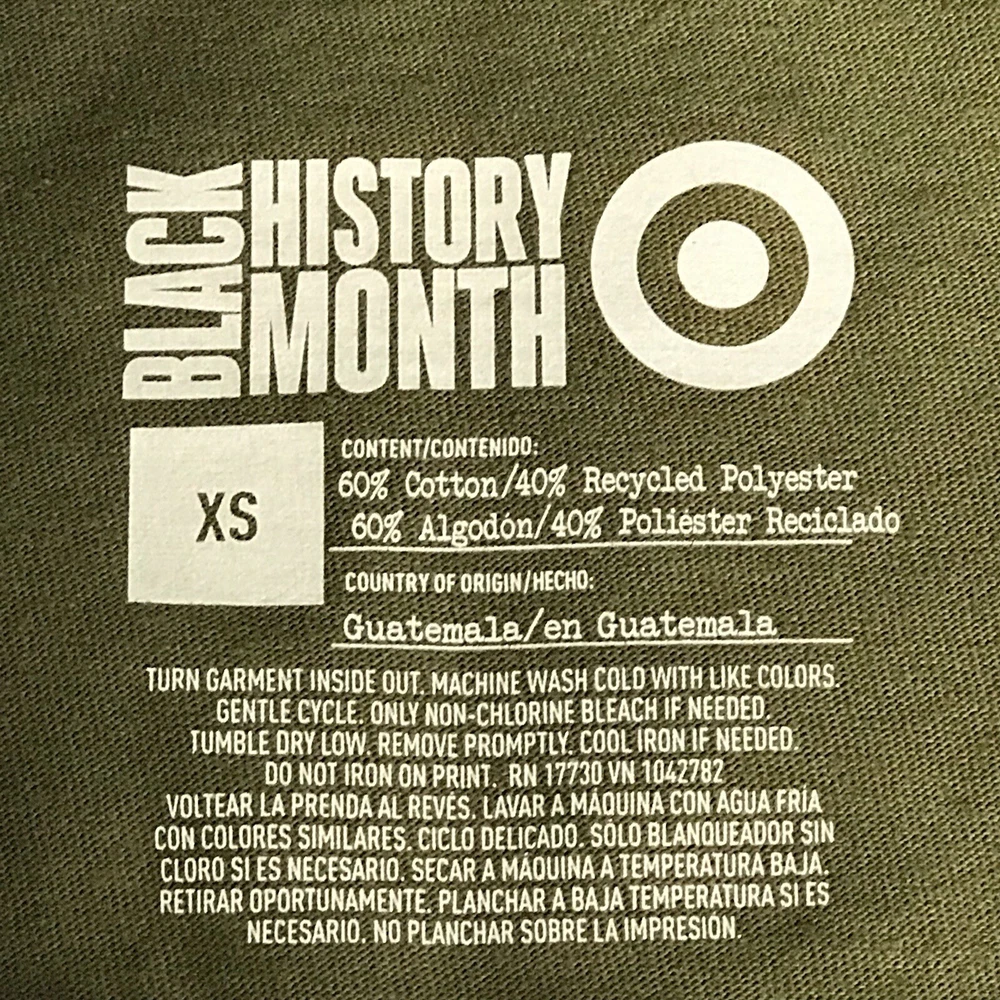 BLACK
HISTORY
MONTH
XS
CONTENT/CONTENIDO:
60% Cotton/40% Recycled Polyester
60% Algodón/40% Poliéster Reciclado
COUNTRY OF ORIGIN/HECHO:
Guatemala/en Guatemala
TURN GARMENT INSIDE OUT. MACHINE WASH COLD WITH LIKE COLORS.
GENTLE CYCLE. ONLY NON-CHLORINE BLEACH IF NEEDED.
TUMBLE DRY LOW. REMOVE PROMPTLY. COOL IRON IF NEEDED.
DO NOT IRON ON PRINT. RN 17730 VN 1042782
VOLTEAR LA PRENDA AL REVÉS. LAVAR A MÁQUINA CON AGUA FRÍA
CON COLORES SIMILARES. CICLO DELICADO. SÓLO BLANQUEADOR SIN
CLORO SI ES NECESARIO. SECAR A MÁQUINA A TEMPERATURA BAJA.
RETIRAR OPORTUNAMENTE. PLANCHAR A BAJA TEMPERATURA SI ES
NECESARIO. NO PLANCHAR SOBRE LA IMPRESIÓN.